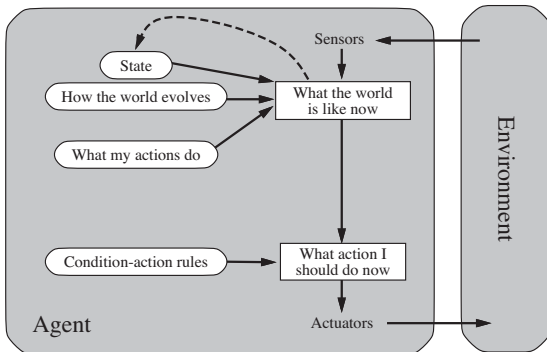 Sensors
State
How the world evolves
What the world
is like now
What my actions do
Environment
Condition-action rules
What action I
should do now
Agent
Actuators